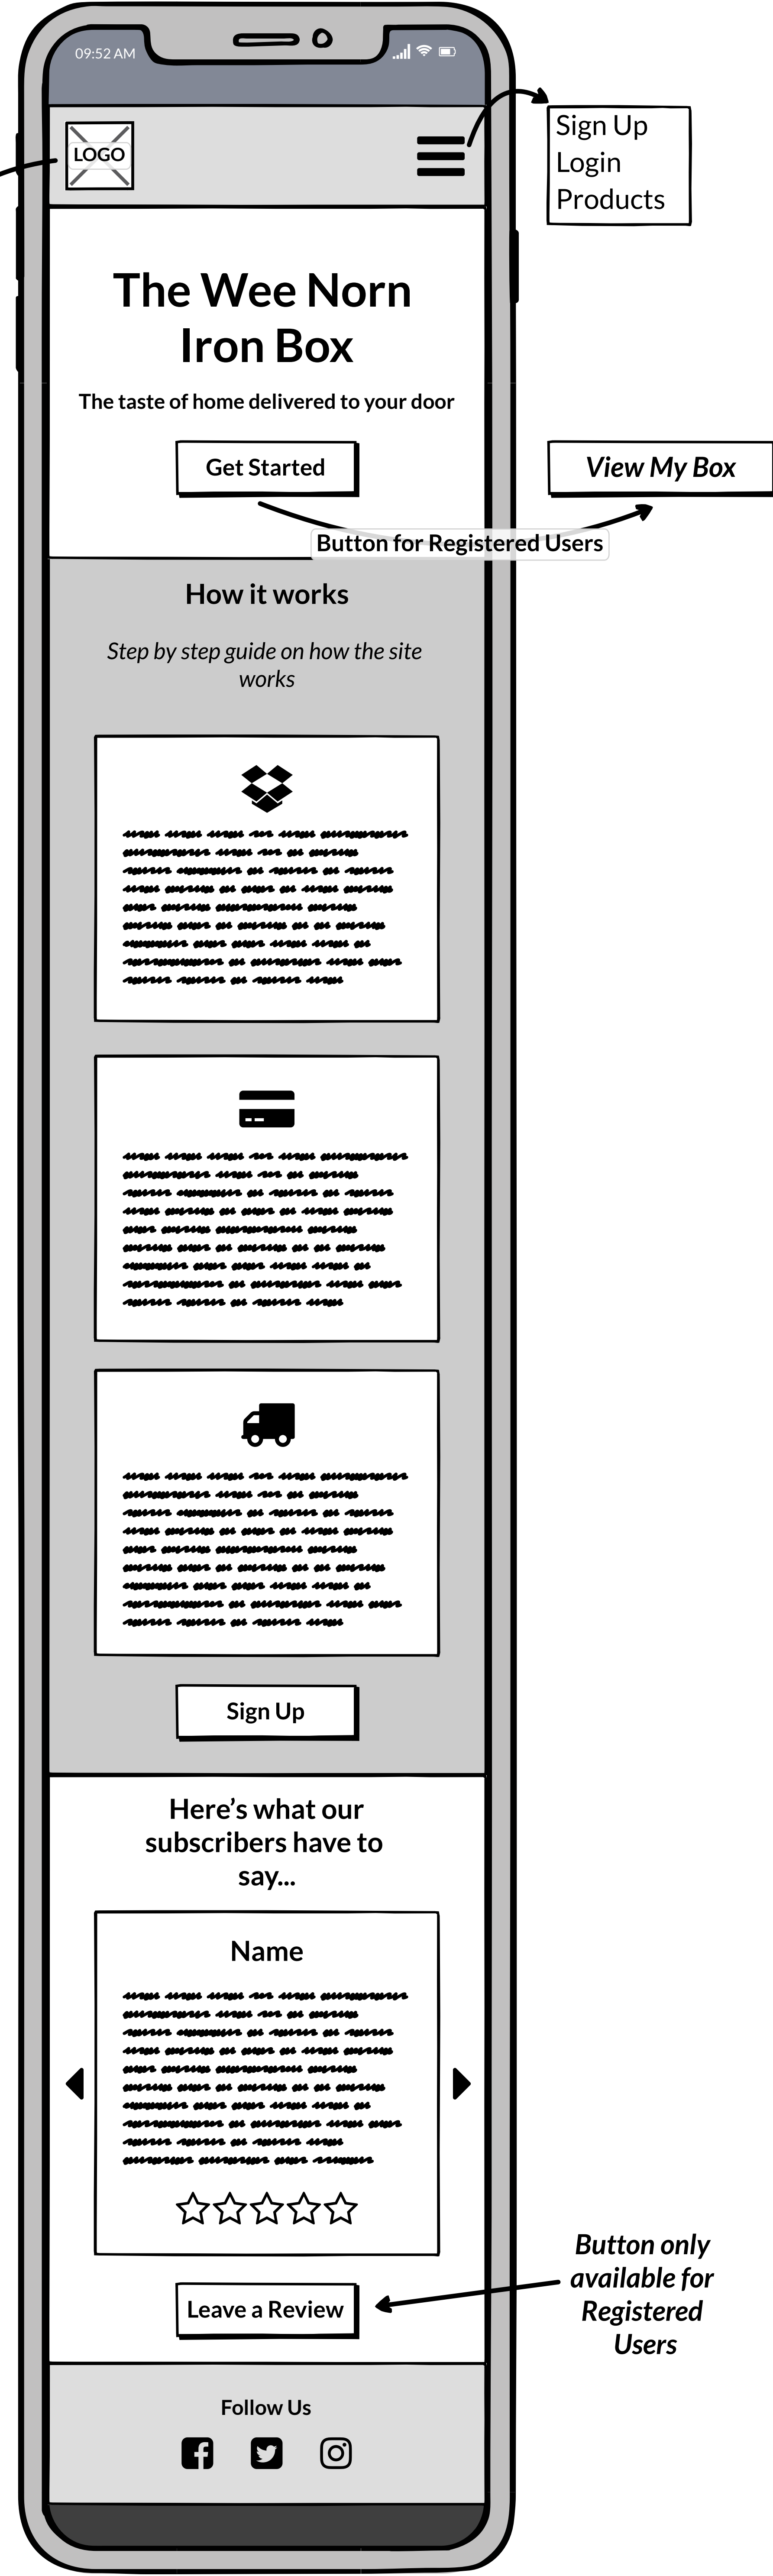 09:52 AM
LOGO
Sign Up
Login
Products
The Wee Norn
Iron Box
The taste of home delivered to your door
Get Started
View My Box
Button for Registered Users
How it works
Step by step guide on how the site
works
Sign Up
Here’s what our
subscribers have to
say...
Name
Leave a Review
Button only
available for
Registered
Users
Follow Us